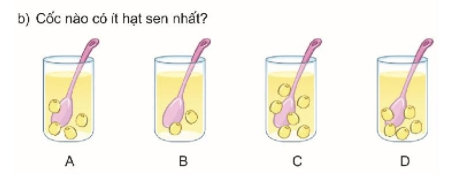 b) Cốc nào có ít hạt sen nhất?
A B C D